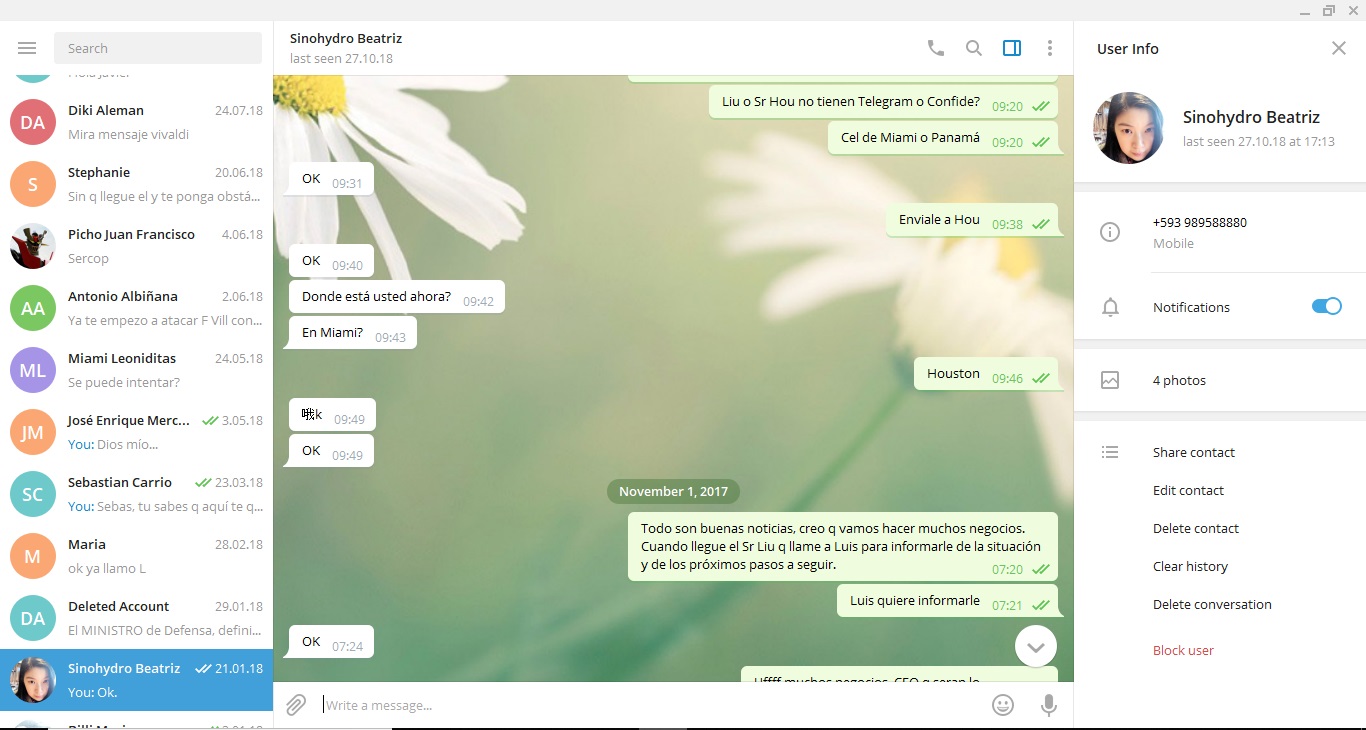 Search
Hola Javier
DA
Diki Aleman
24.07.18
Mira mensaje vivaldi
S
Stephanie
20.06.18
Sin q llegue el y te ponga obstá...
Picho Juan Francisco
4.06.18
Sercop
AA
Antonio Albiñana
2.06.18
Ya te empezo a atacar F Vill con...
ML
Miami Leoniditas
24.05.18
Se puede intentar?
JM
José Enrique Merc...
3.05.18
You: Dios mío...
SC
Sebastian Carrio
23.03.18
You: Sebas, tu sabes q aquí te q...
M
Maria
28.02.18
ok ya llamo L
DA
Deleted Account
29.01.18
El MINISTRO de Defensa, defini...
Sinohydro Beatriz
21.01.18
You: Ok.
Sinohydro Beatriz
last seen 27.10.18
Liu o Sr Hou no tienen Telegram o Confide? 09:20
Cel de Miami o Panamá 09:20
OK 09:31
Enviale a Hou 09:38
OK 09:40
Donde está usted ahora? 09:42
En Miami? 09:43
Houston 09:46
哦k 09:49
OK 09:49
November 1, 2017
Todo son buenas noticias, creo q vamos hacer muchos negocios.
Cuando llegue el Sr Liu q llame a Luis para informarle de la situación
y de los próximos pasos a seguir. 07:20
Luis quiere informarle 07:21
OK 07:24
Uffff muchos negocios, CEO q seran lo
Write a message...
User Info
Sinohydro Beatriz
last seen 27.10.18 at 17:13
+593 989588880
Mobile
Notifications
4 photos
Share contact
Edit contact
Delete contact
Clear history
Delete conversation
Block user